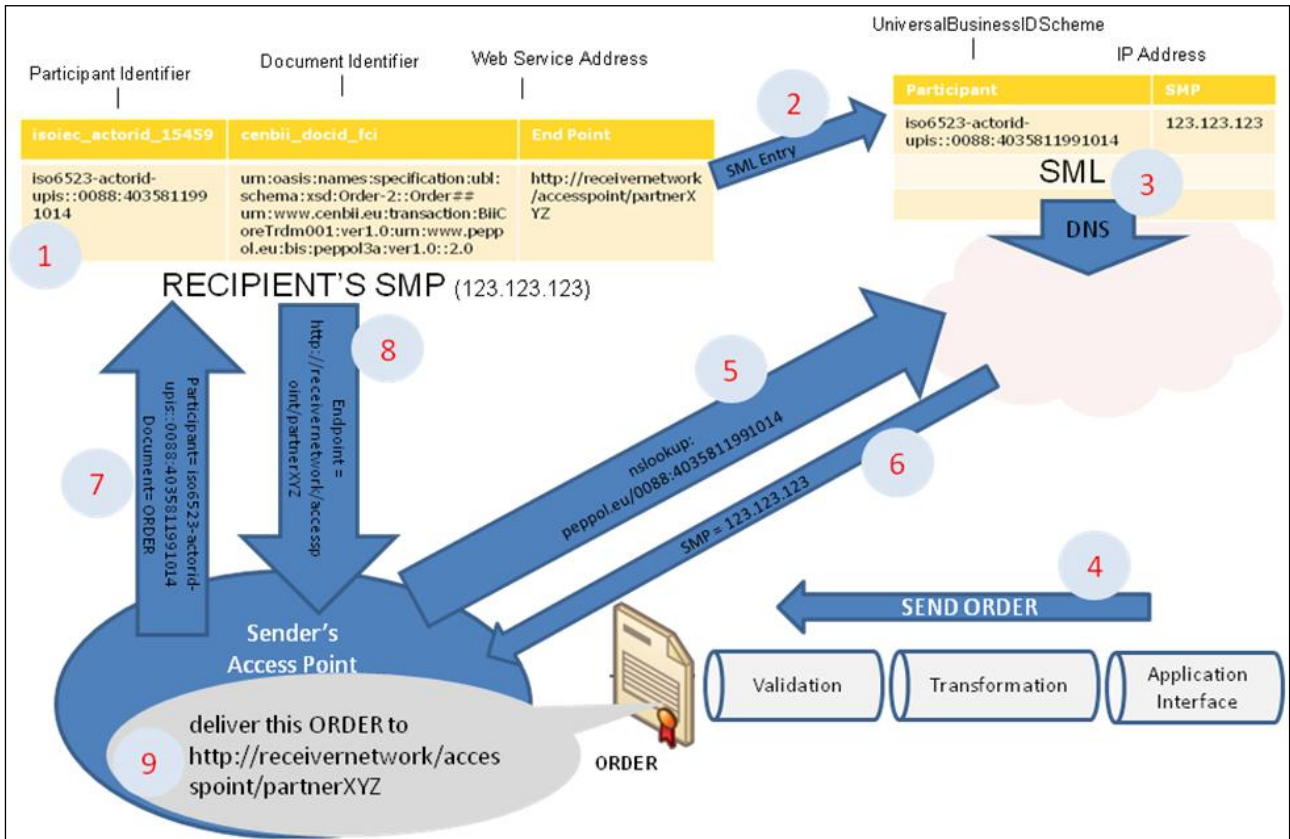 UniversalBusinessIDScheme
Participant Identifier
Document Identifier
Web Service Address
IP Address
isoiec_actorid_15459
cenbii_docid_fci
End Point
iso6523-actorid-
upis::0088:403581199
1014
urn:oasis:names:specification:ubl:
schema:xsd:Order-2::Order##
urn:www.cenbii.eu:transaction:BiiC
oreTrdm001:ver1.0:urn:www.pepp
ol.eu:bis:peppol3a:ver1.0::2.0
http://receivernetwork
/accesspoint/partnerX
YZ
1
RECIPIENT'S SMP (123.123.123)
2
SML Entry
Participant
SMP
iso6523-actorid-
upis::0088:4035811991014
123.123.123
SML
3
DNS
7
Participant= iso6523-actorid-
upis::0088:4035811991014
Document= ORDER
8
Endpoint =
http://receivernetwork/accessp
oint/partnerXYZ
5
nslookup:
peppol.eu/0088:4035811991014
6
SMP = 123.123.123
4
SEND ORDER
Validation
Transformation
Application
Interface
Sender's
Access Point
9
deliver this ORDER to
http://receivernetwork/acces
spoint/partnerXYZ
ORDER